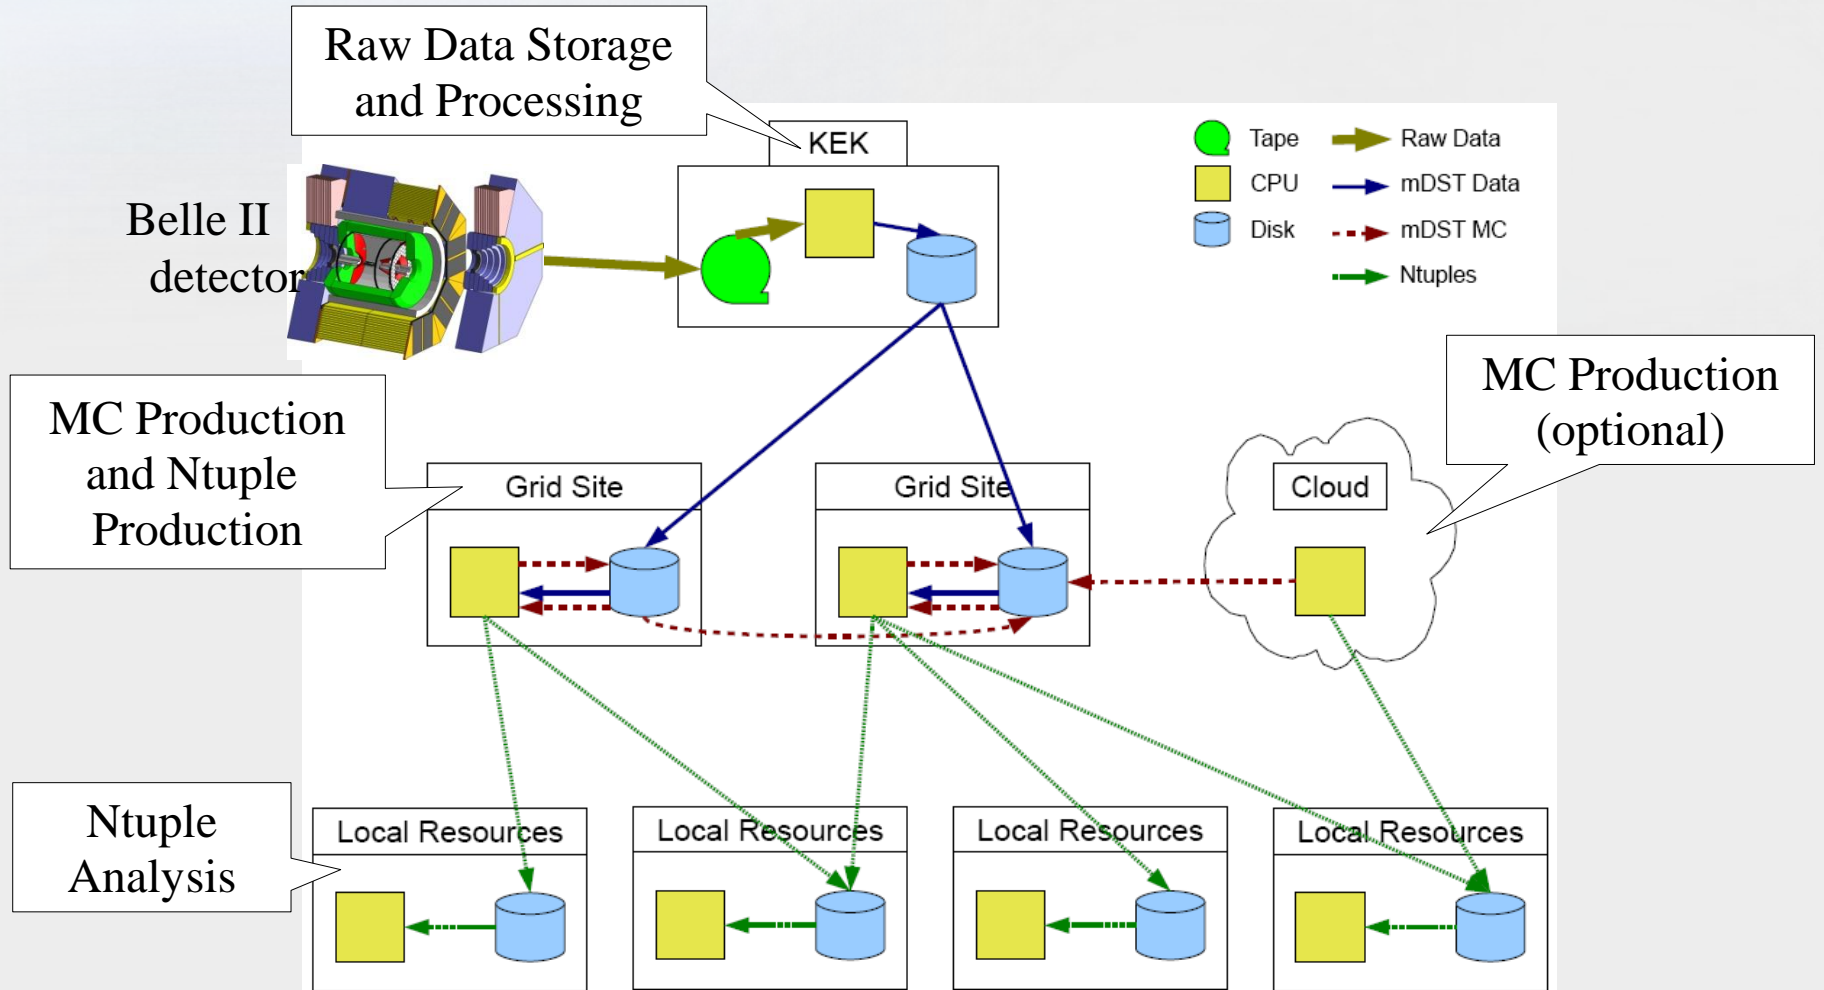 Raw Data Storage
and Processing
KEK
Tape
Raw Data
CPU
mDST Data
Disk
mDST MC
Ntuples
Belle II
detector
MC Production
and Ntuple
Production
MC Production
(optional)
Grid Site
Grid Site
Cloud
Ntuple
Analysis
Local Resources
Local Resources
Local Resources
Local Resources